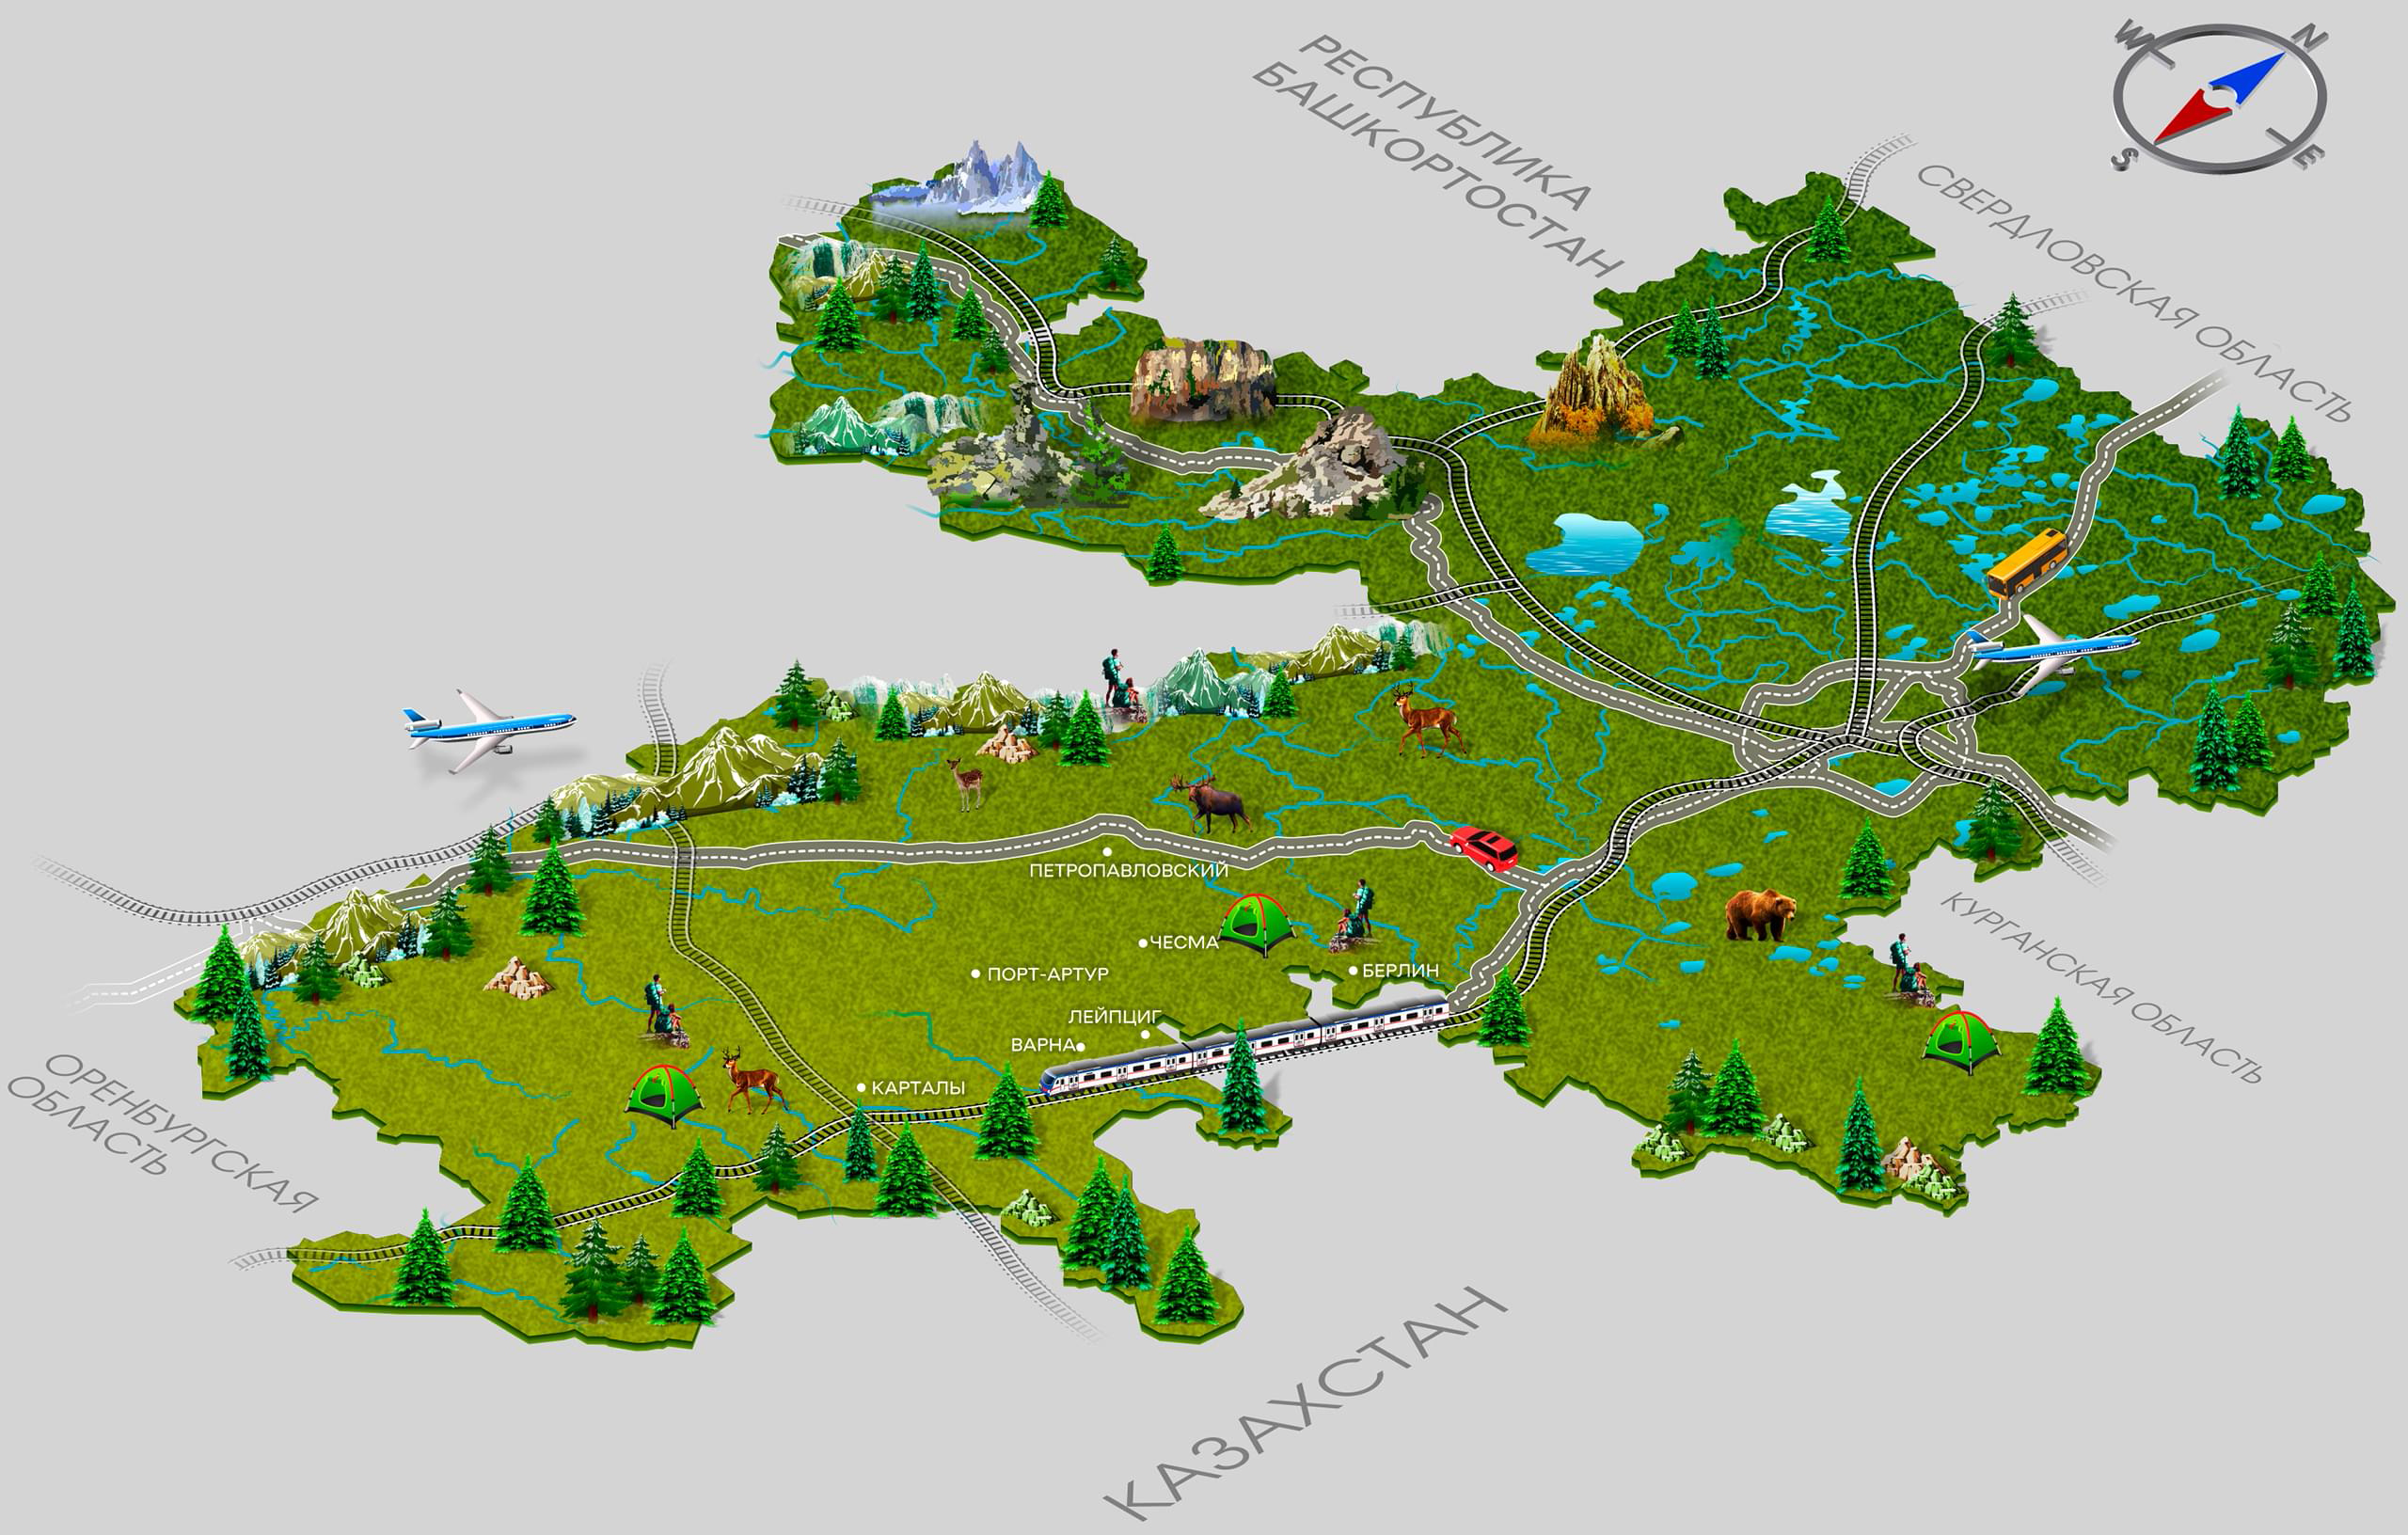 РЕСПУБЛИКА
БАШКОРТОСТАН
W
N
S
E
СВЕРДЛОВСКАЯ ОБЛАСТЬ
ПЕТРОПАВЛОВСКИЙ
ЧЕСМА
ПОРТ-АРТУР
БЕРЛИН
ЛЕЙПЦИГ
ВАРНА
КАРТАЛЫ
КУРГАНСКАЯ ОБЛАСТЬ
ОРЕНБУРГСКАЯ
ОБЛАСТЬ
КАЗАХСТАН